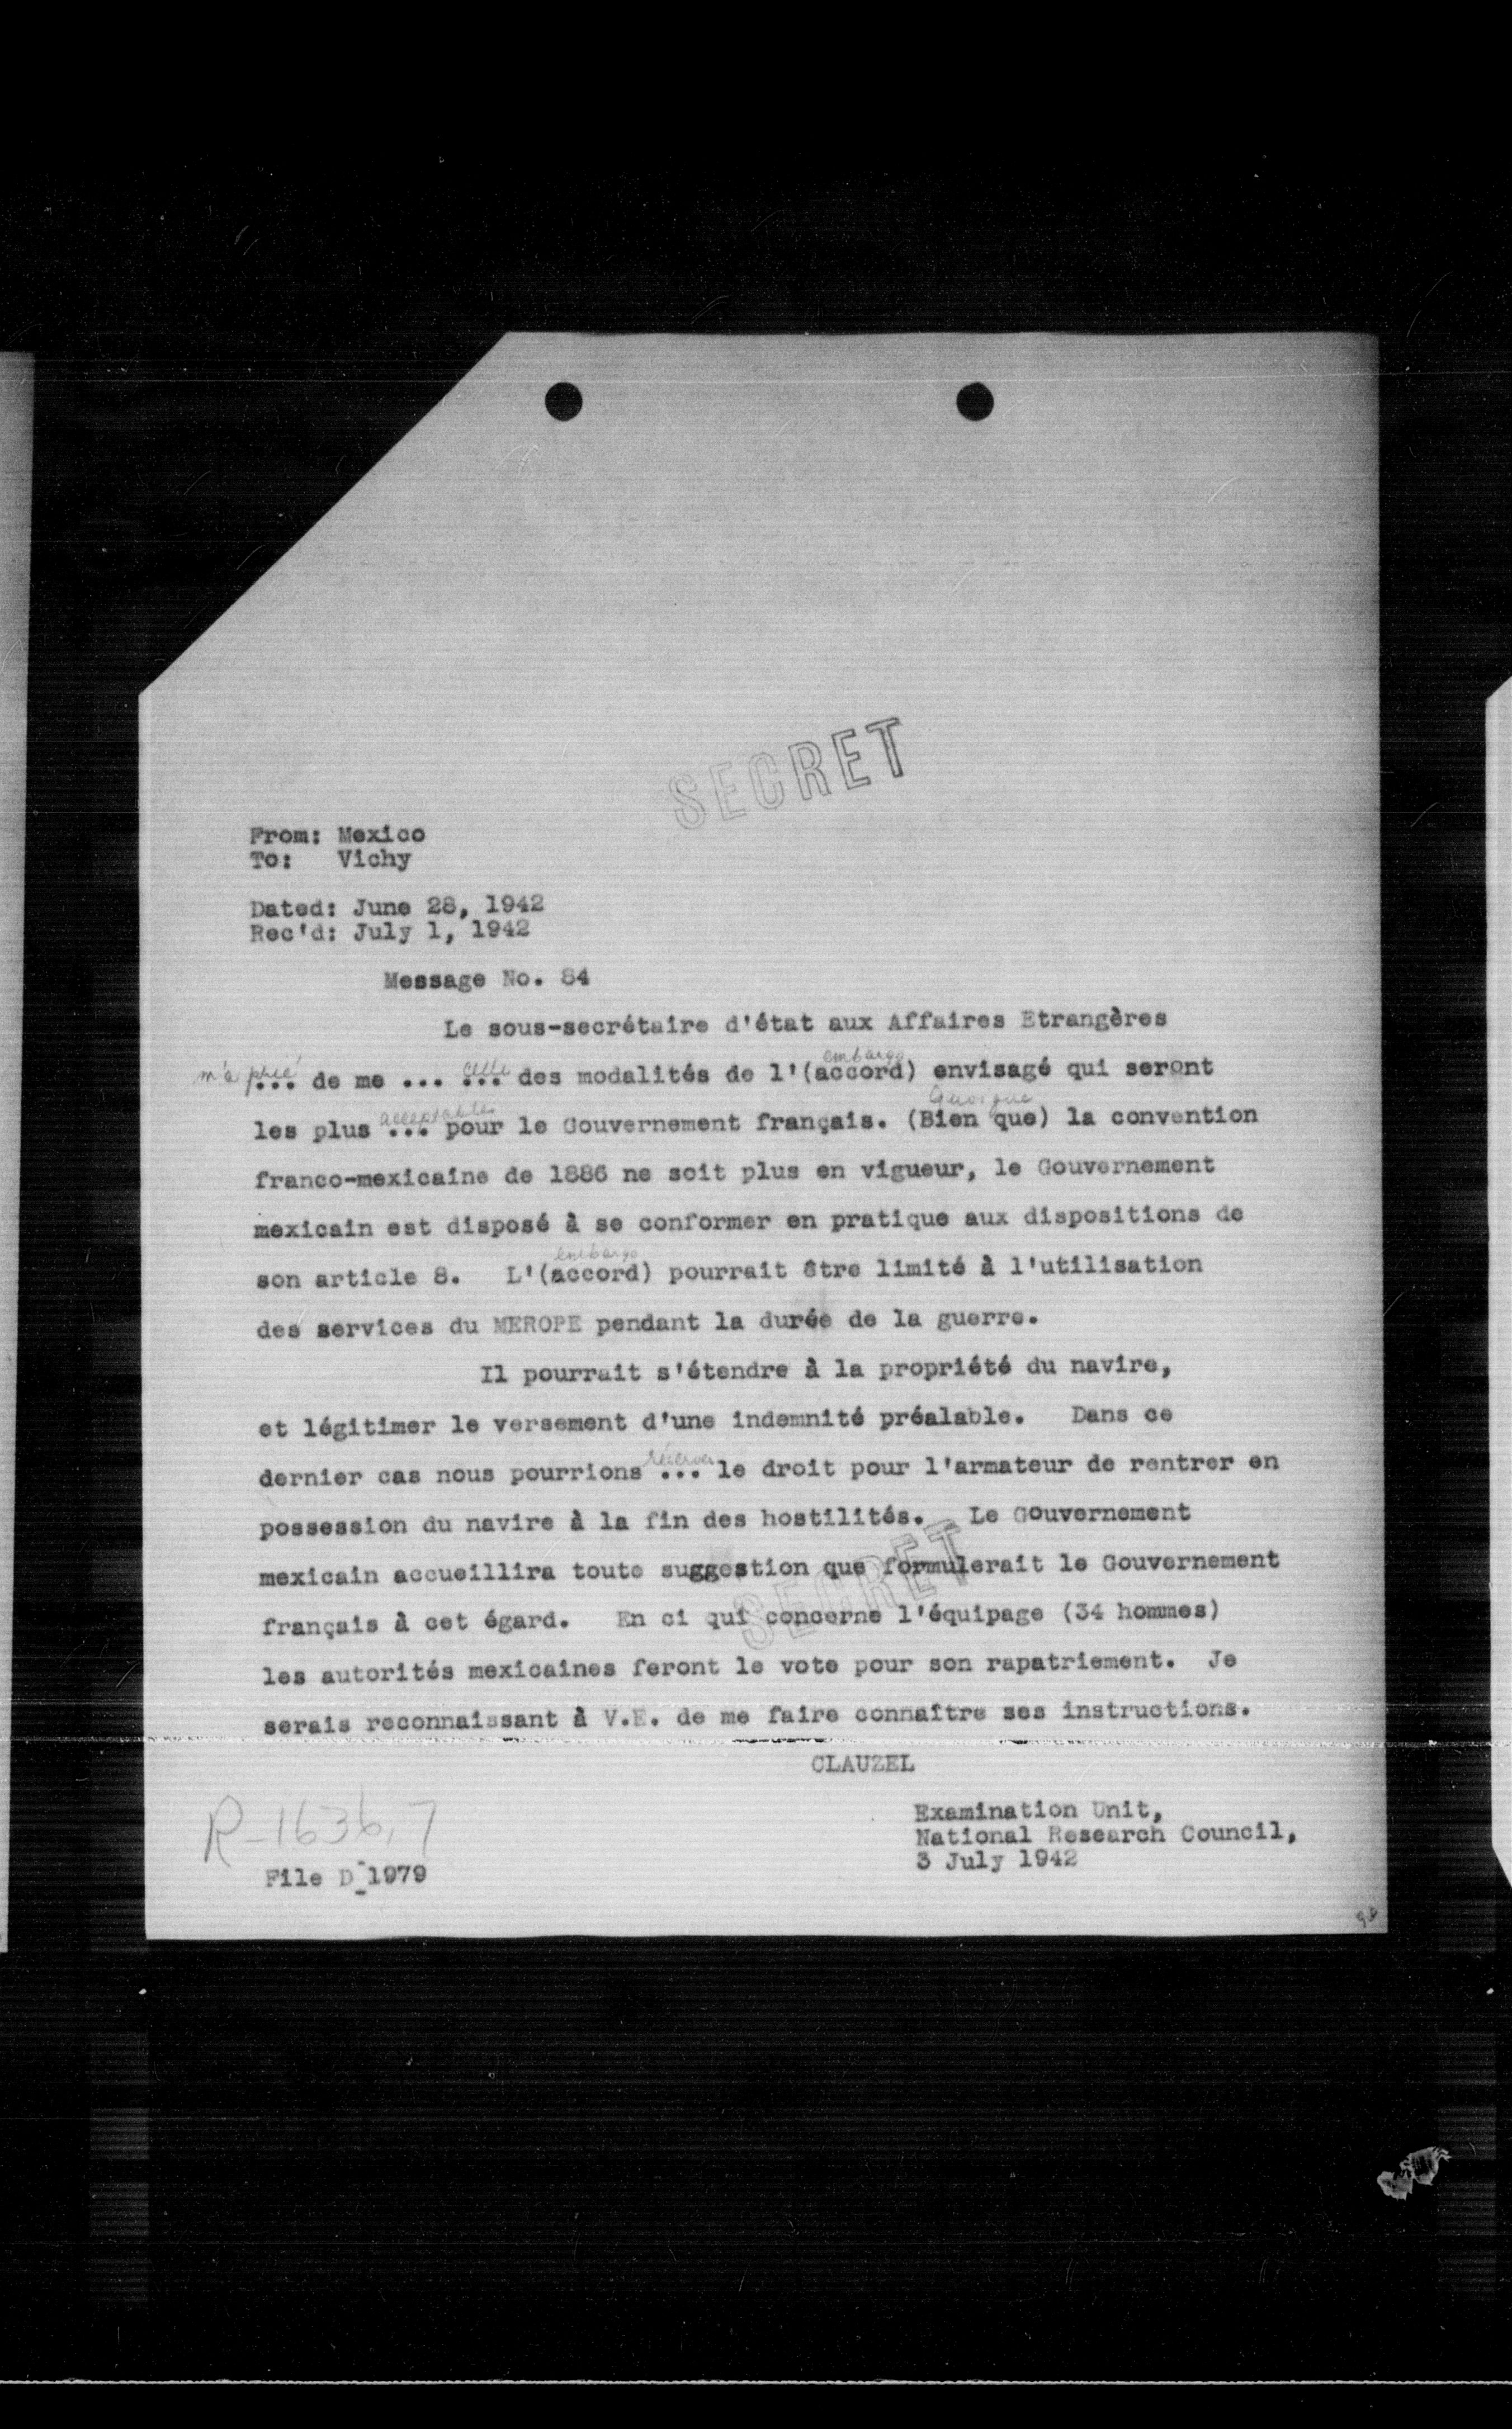 SECRET
From: Mexico
To: Vichy
Dated: June 28, 1942
Rec'd: July 1, 1942
Message No. 84
Le sous-secrétaire d'état aux Affaires Etrangères
embargo
m'a prié ... de me ... celle ... des modalités de l'(accord) envisagé qui seront
acceptables Quoique
les plus ... pour le Gouvernement français. (Bien que) la convention
franco-mexicaine de 1886 ne soit plus en vigueur, le Gouvernement
mexicain est disposé à se conformer en pratique aux dispositions de
embargo
son article 8. L'(accord) pourrait être limité à l'utilisation
des services du MEROPE pendant la durée de la guerre.
Il pourrait s'étendre à la propriété du navire,
et légitimer le versement d'une indemnité préalable. Dans ce
réserver
dernier cas nous pourrions ... le droit pour l'armateur de rentrer en
possession du navire à la fin des hostilités. Le Gouvernement
mexicain accueillira toute suggestion que formulerait le Gouvernement
SECRET
français à cet égard. En ci qui concerne l'équipage (34 hommes)
les autorités mexicaines feront le vote pour son rapatriement. Je
serais reconnaissant à V.E. de me faire connaître ses instructions.
CLAUZEL
Examination Unit,
National Research Council,
3 July 1942
R-1636,7
File D-1979
98